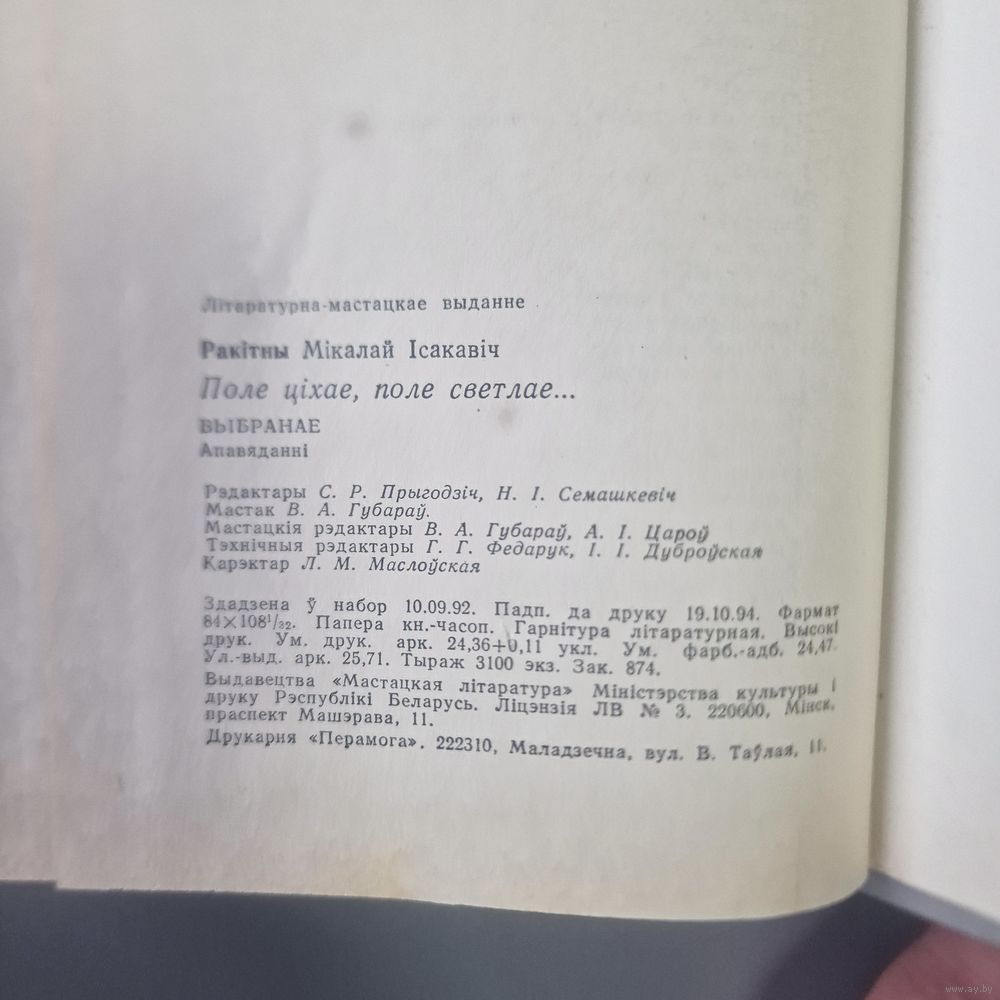 Літаратурна-мастацкае выданне
Ракітны Мікалай Ісакавіч
Поле ціхае, поле светлае...
ВЫБРАНАЕ
Апавяданні
Рэдактары С. Р. Прыгодзіч, Н. І. Семашкевіч
Мастак В. А. Губараў.
Мастацкія рэдактары В. А. Губараў, А. І. Цароў
Тэхнічныя рэдактары Г. Г. Федарук, І. І. Дуброўская
Карэктар Л. М. Маслоўская
Здадзена ў набор 10.09.92. Падп. да друку 19.10.94. Фармат
84×108¹/₃₂. Папера кн.-часоп. Гарнітура літаратурная. Высокі
друк. Ум. друк. арк. 24,36+0,11 укл. Ум. фарб.-адб. 24,47.
Ул.-выд. арк. 25,71. Тыраж 3100 экз. Зак. 874.
Выдавецтва «Мастацкая літаратура» Міністэрства культуры і
друку Рэспублікі Беларусь. Ліцэнзія ЛВ № 3. 220600, Мінск,
праспект Машэрава, 11.
Друкарня «Перамога». 222310, Маладзечна, вул. В. Таўлая, 11.
www.ay.by